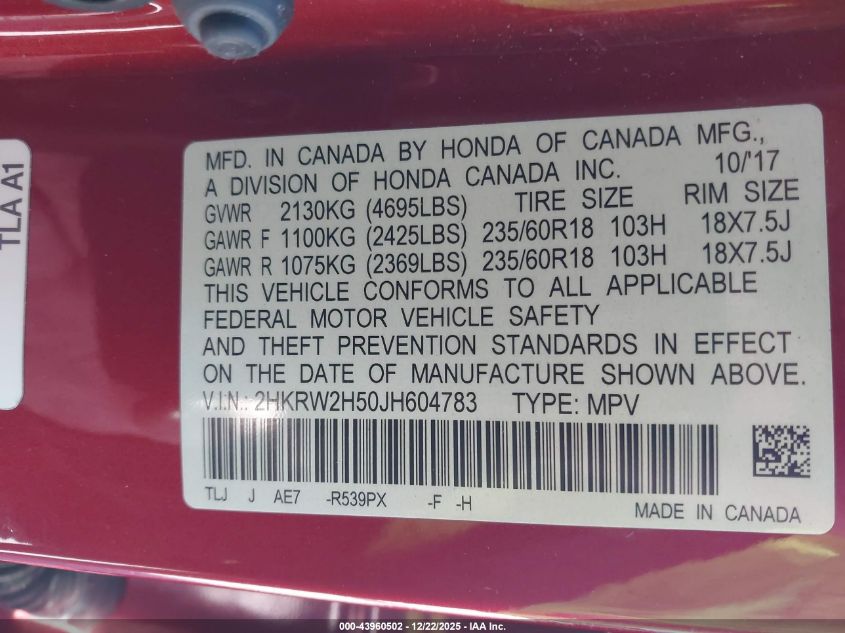 TLA A1
MFD. IN CANADA BY HONDA OF CANADA MFG.,
A DIVISION OF HONDA CANADA INC. 10/'17
GVWR 2130KG (4695LBS) TIRE SIZE RIM SIZE
GAWR F 1100KG (2425LBS) 235/60R18 103H 18X7.5J
GAWR R 1075KG (2369LBS) 235/60R18 103H 18X7.5J
THIS VEHICLE CONFORMS TO ALL APPLICABLE
FEDERAL MOTOR VEHICLE SAFETY
AND THEFT PREVENTION STANDARDS IN EFFECT
ON THE DATE OF MANUFACTURE SHOWN ABOVE.
V.I.N.: 2HKRW2H50JH604783 TYPE: MPV
TLJ J AE7 -R539PX -F -H
MADE IN CANADA
000-43960502 - 12/22/2025 - IAA Inc.